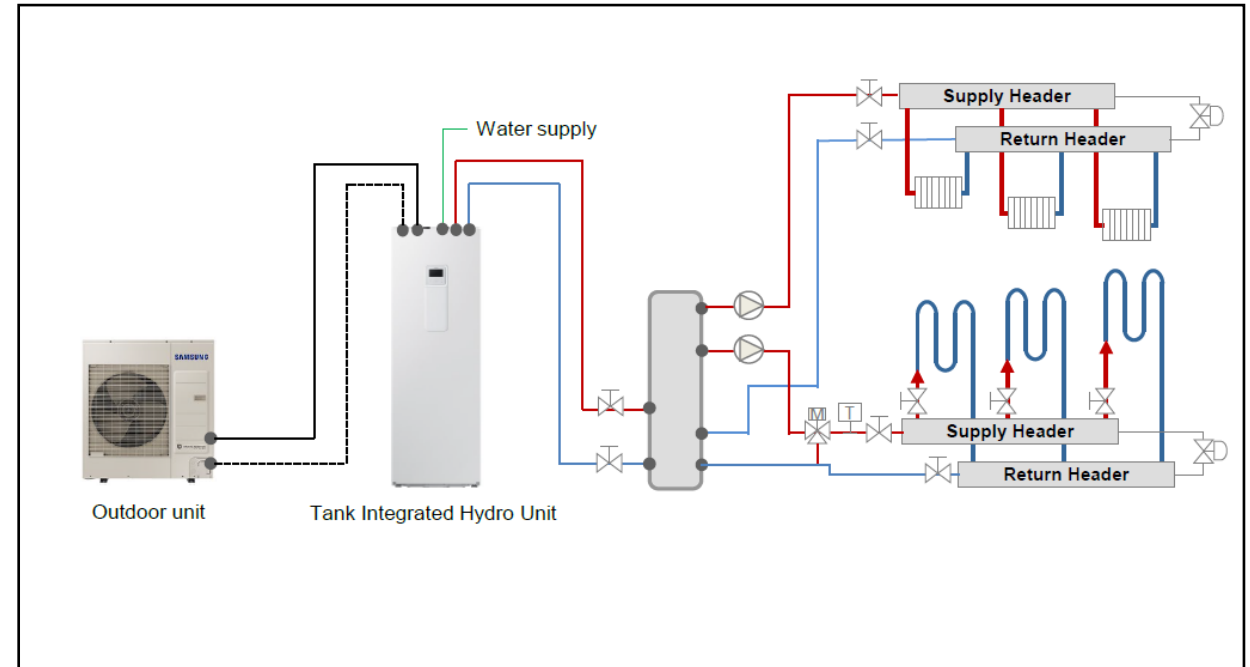 Supply Header
Return Header
Water supply
SAMSUNG
M
T
Supply Header
Return Header
Outdoor unit
Tank Integrated Hydro Unit